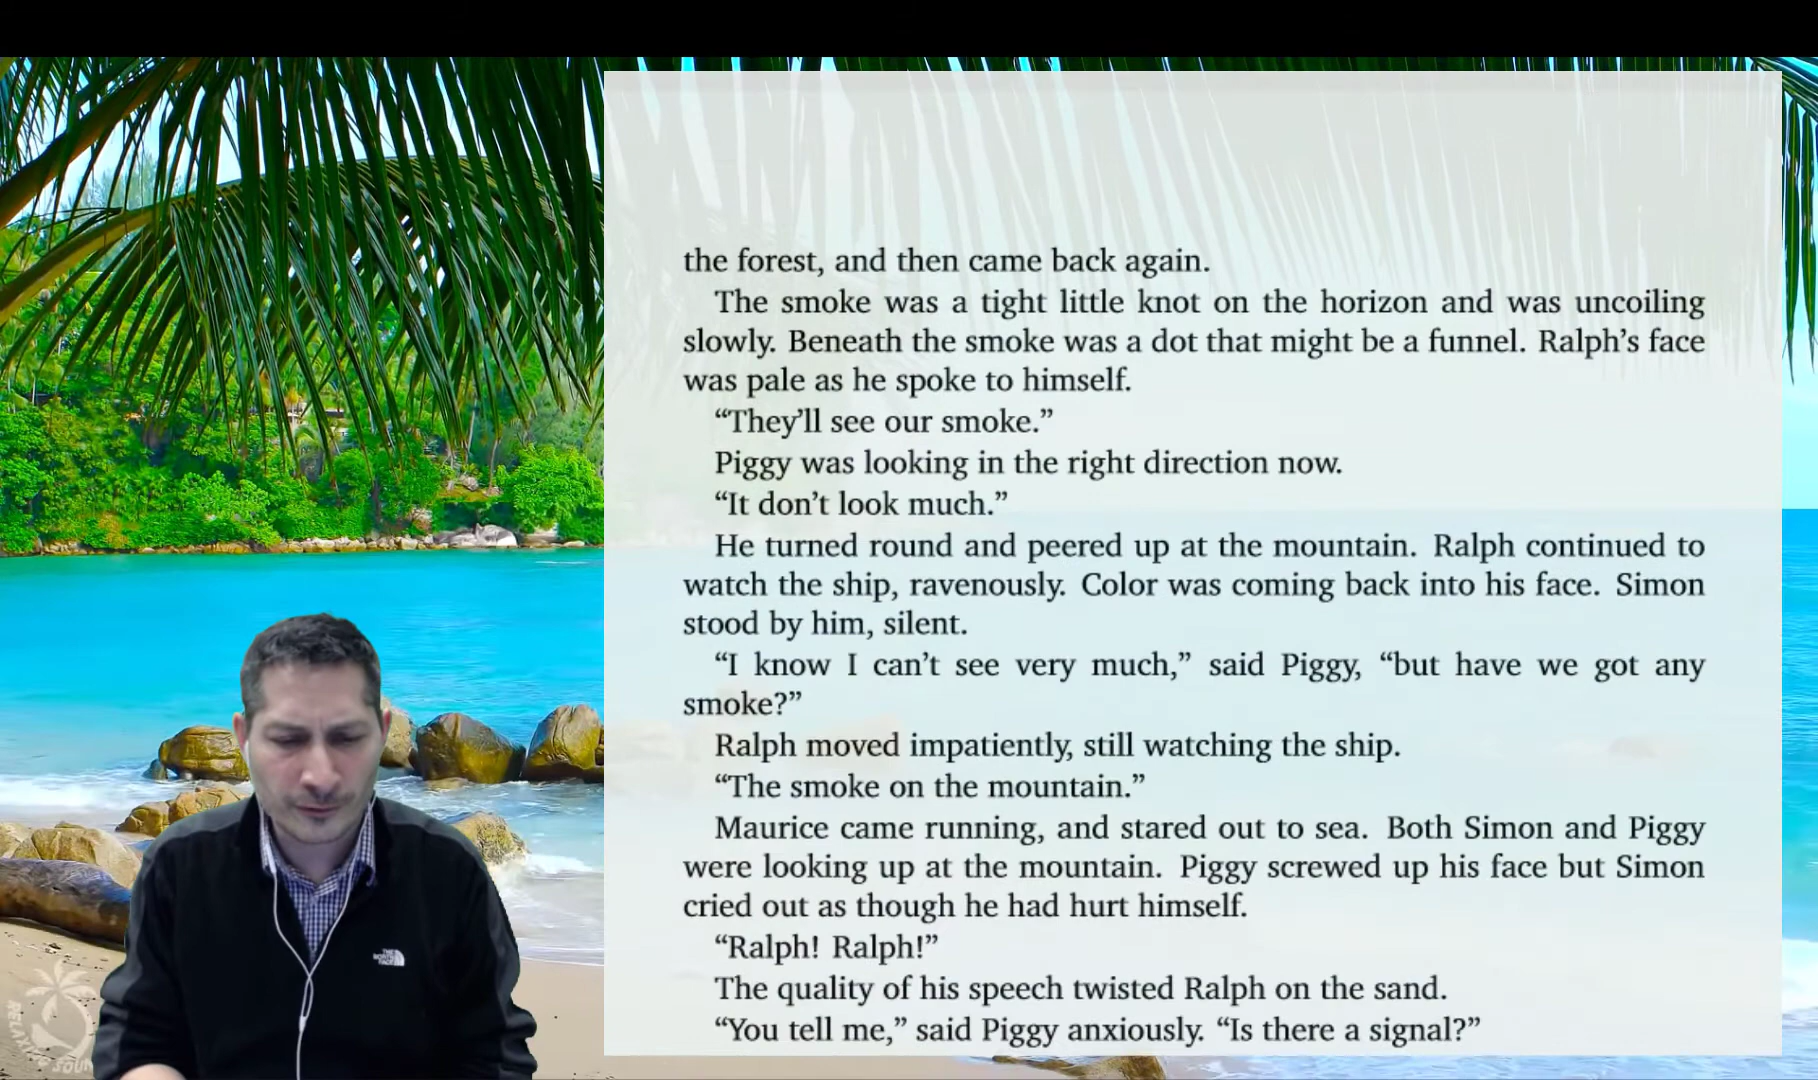 the forest, and then came back again.
The smoke was a tight little knot on the horizon and was uncoiling
slowly. Beneath the smoke was a dot that might be a funnel. Ralph’s face
was pale as he spoke to himself.
“They’ll see our smoke.”
Piggy was looking in the right direction now.
“It don’t look much.”
He turned round and peered up at the mountain. Ralph continued to
watch the ship, ravenously. Color was coming back into his face. Simon
stood by him, silent.
“I know I can’t see very much,” said Piggy, “but have we got any
smoke?”
Ralph moved impatiently, still watching the ship.
“The smoke on the mountain.”
Maurice came running, and stared out to sea. Both Simon and Piggy
were looking up at the mountain. Piggy screwed up his face but Simon
cried out as though he had hurt himself.
“Ralph! Ralph!”
The quality of his speech twisted Ralph on the sand.
“You tell me,” said Piggy anxiously. “Is there a signal?”
THE
NORTH
FACE